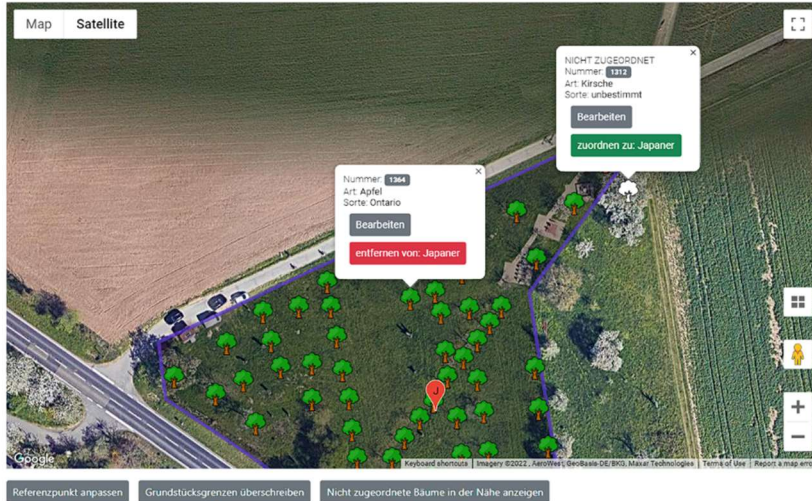 Map
Satellite
NICHT ZUGEORDNET
Nummer: 1312
Art: Kirsche
Sorte: unbestimmt
Bearbeiten
zuordnen zu: Japaner
Nummer: 1364
Art: Apfel
Sorte: Ontario
Bearbeiten
entfernen von: Japaner
J
Google
Keyboard shortcuts
Imagery ©2022 , AeroWest, GeoBasis-DE/BKG, Maxar Technologies
Terms of Use
Report a map erro
Referenzpunkt anpassen
Grundstücksgrenzen überschreiben
Nicht zugeordnete Bäume in der Nähe anzeigen